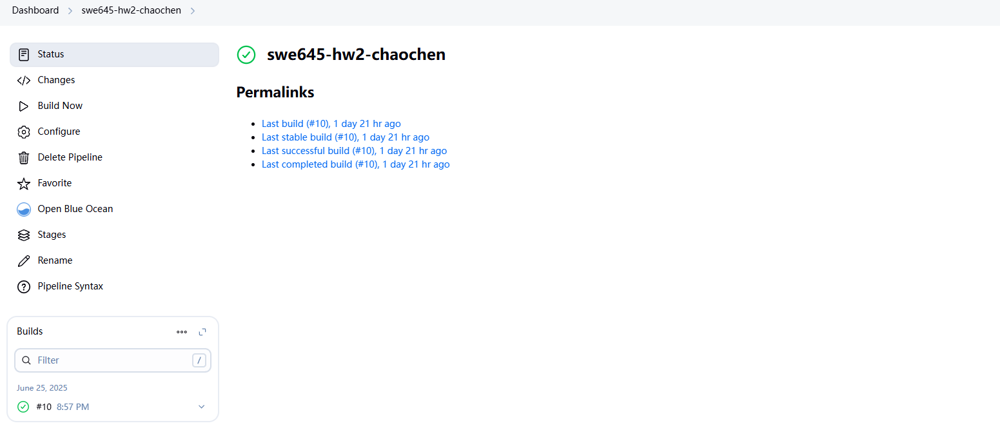 Dashboard
swe645-hw2-chaochen
Status
Changes
Build Now
Configure
Delete Pipeline
Favorite
Open Blue Ocean
Stages
Rename
Pipeline Syntax
Builds
Filter /
June 25, 2025
#10 8:57 PM
swe645-hw2-chaochen
Permalinks
Last build (#10), 1 day 21 hr ago
Last stable build (#10), 1 day 21 hr ago
Last successful build (#10), 1 day 21 hr ago
Last completed build (#10), 1 day 21 hr ago